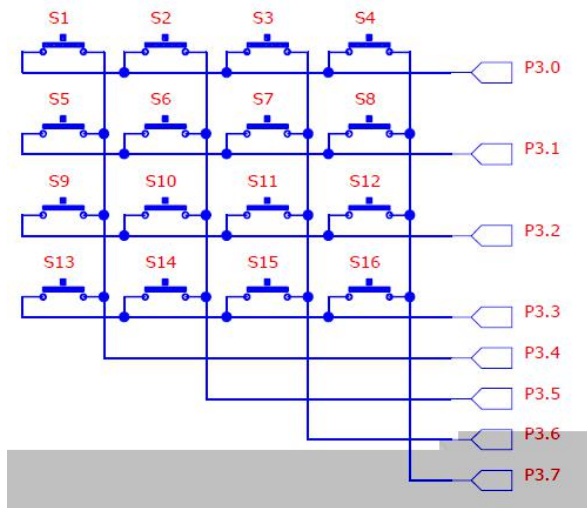 S1 S2 S3 S4
P3.0
S5 S6 S7 S8
P3.1
S9 S10 S11 S12
P3.2
S13 S14 S15 S16
P3.3
P3.4
P3.5
P3.6
P3.7